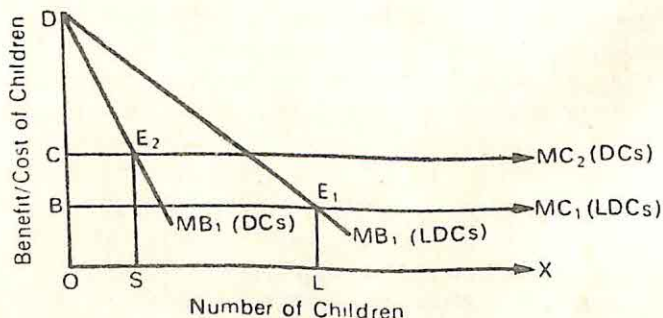 D
Benefit/Cost of Children
E₂
C
MC₂ (DCs)
E₁
B
MC₁ (LDCs)
MB₁ (DCs)
MB₁ (LDCs)
O
S
L
X
Number of Children